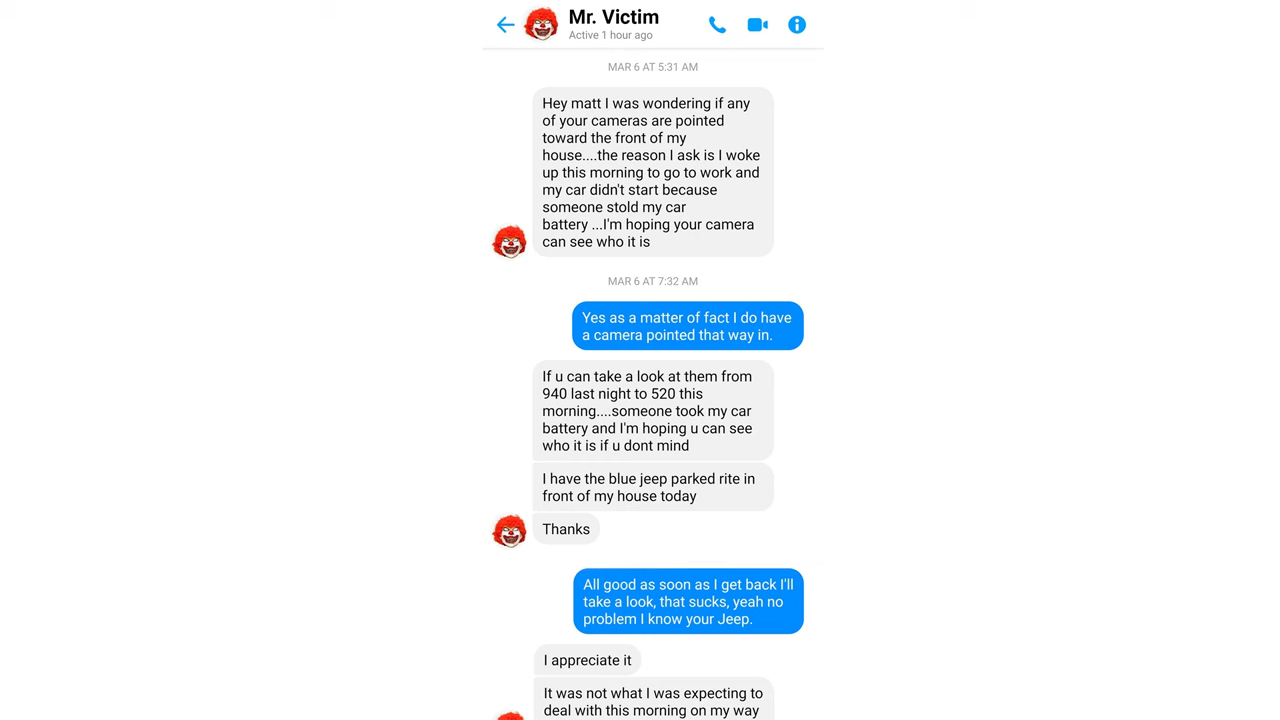 Mr. Victim
Active 1 hour ago
MAR 6 AT 5:31 AM
Hey matt I was wondering if any
of your cameras are pointed
toward the front of my
house....the reason I ask is I woke
up this morning to go to work and
my car didn't start because
someone stold my car
battery ...I'm hoping your camera
can see who it is
MAR 6 AT 7:32 AM
Yes as a matter of fact I do have
a camera pointed that way in.
If u can take a look at them from
940 last night to 520 this
morning....someone took my car
battery and I'm hoping u can see
who it is if u dont mind
I have the blue jeep parked rite in
front of my house today
Thanks
All good as soon as I get back I'll
take a look, that sucks, yeah no
problem I know your Jeep.
I appreciate it
It was not what I was expecting to
deal with this morning on my way